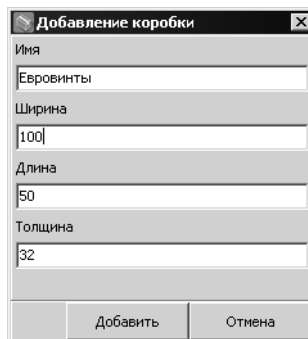 Добавление коробки
Имя
Евровинты
Ширина
100
Длина
50
Толщина
32
Добавить Отмена